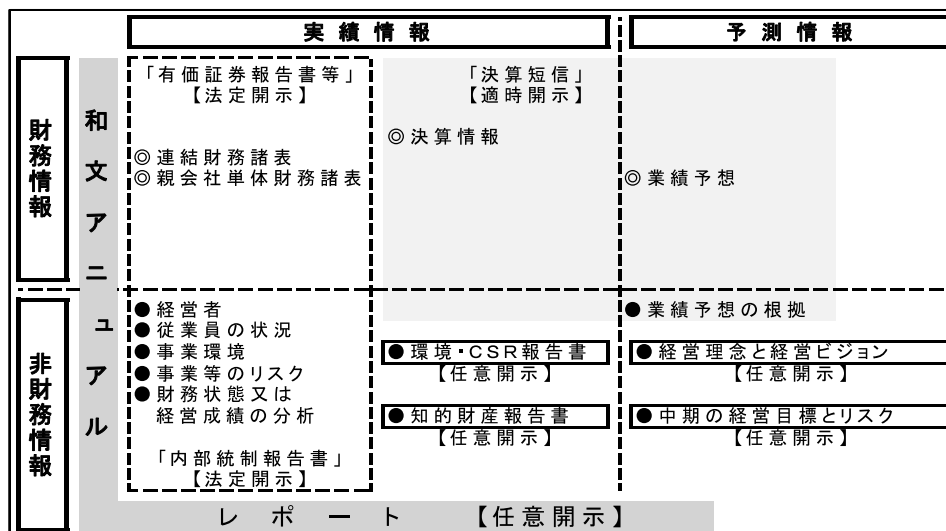 実績情報
予測情報
財務情報
非財務情報
和文アニュアル
レポート 【任意開示】
「有価証券報告書等」
【法定開示】
◎連結財務諸表
◎親会社単体財務諸表
「決算短信」
【適時開示】
◎決算情報
◎業績予想
●経営者
●従業員の状況
●事業環境
●事業等のリスク
●財務状態又は
経営成績の分析
「内部統制報告書」
【法定開示】
●環境・CSR報告書
【任意開示】
●知的財産報告書
【任意開示】
●業績予想の根拠
●経営理念と経営ビジョン
【任意開示】
●中期の経営目標とリスク
【任意開示】